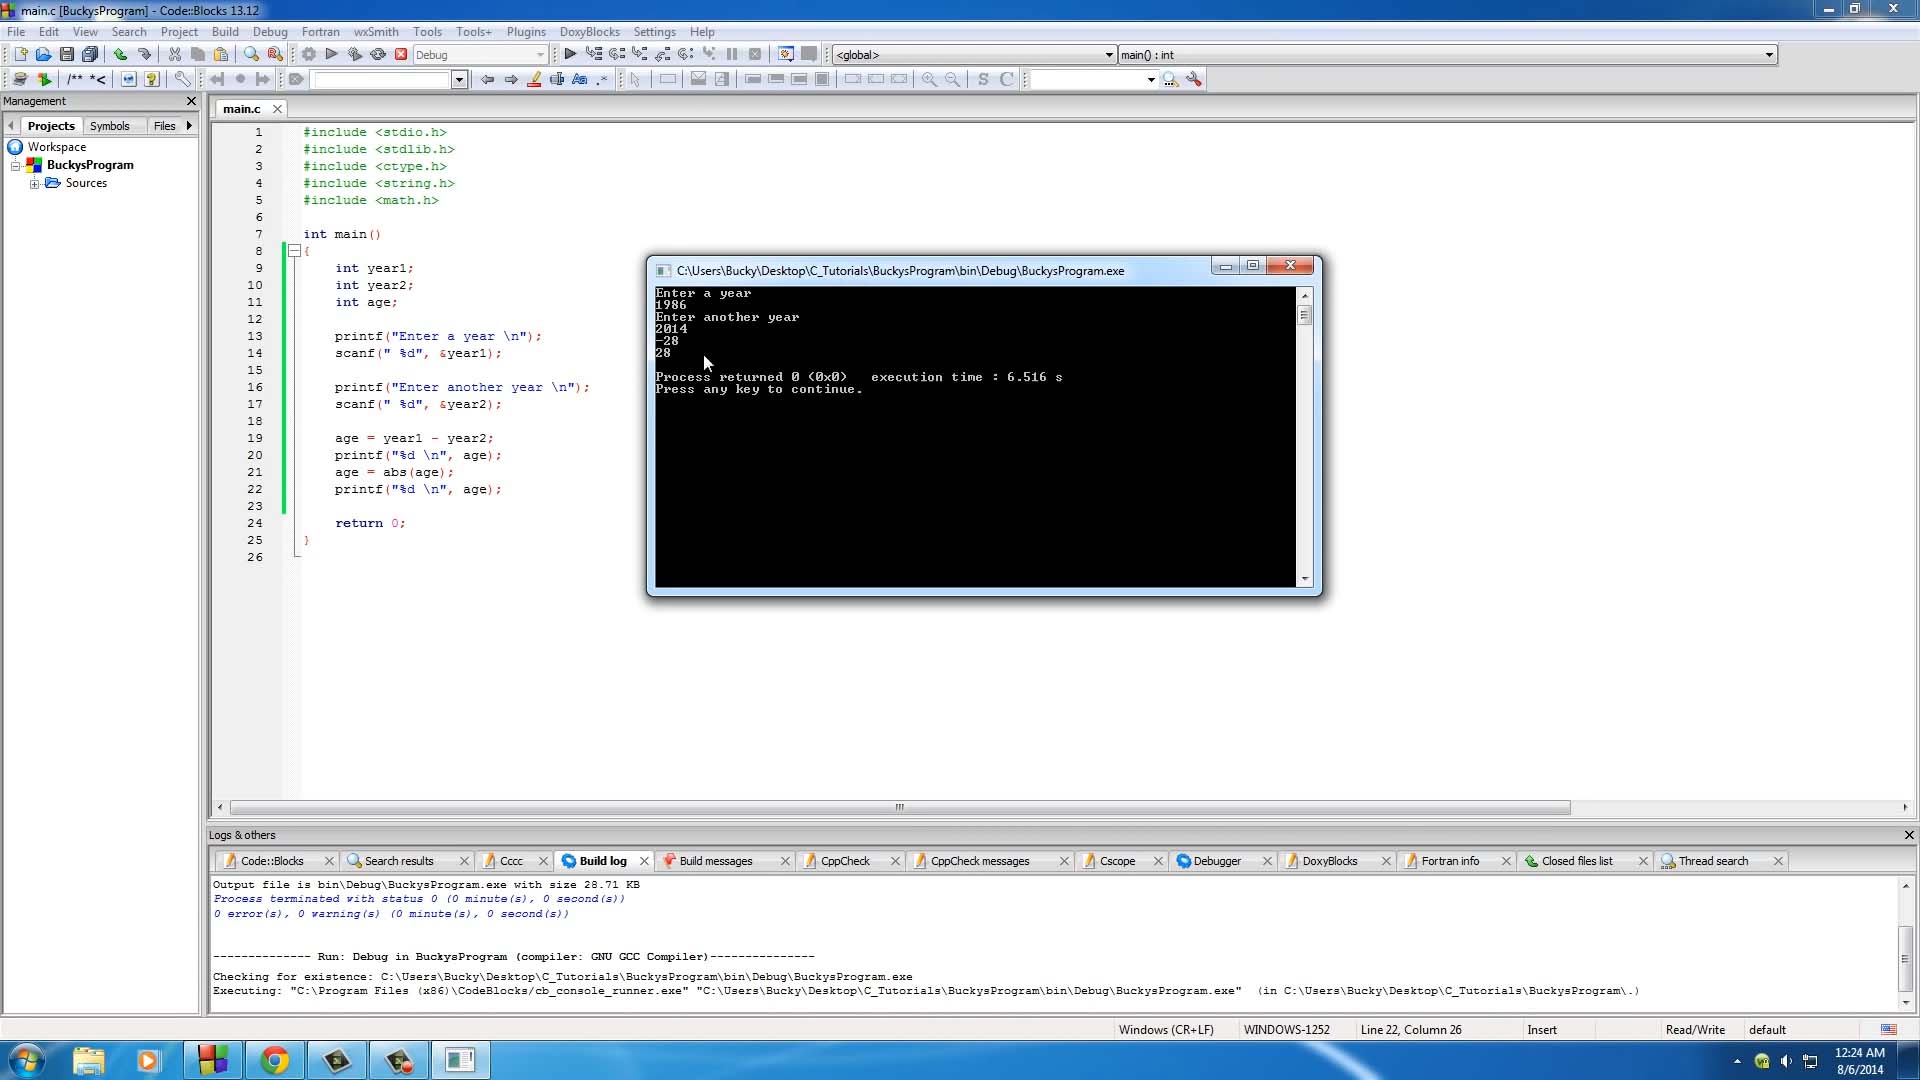 main.c [BuckysProgram] - Code::Blocks 13.12
File Edit View Search Project Build Debug Fortran wxSmith Tools Tools+ Plugins DoxyBlocks Settings Help
Debug
<global>
main() : int
/** *<
S C
Management
main.c
Projects Symbols Files
Workspace
BuckysProgram
Sources
1 #include <stdio.h>
2 #include <stdlib.h>
3 #include <ctype.h>
4 #include <string.h>
5 #include <math.h>
6
7 int main()
8 {
9 int year1;
10 int year2;
11 int age;
12
13 printf("Enter a year \n");
14 scanf(" %d", &year1);
15
16 printf("Enter another year \n");
17 scanf(" %d", &year2);
18
19 age = year1 - year2;
20 printf("%d \n", age);
21 age = abs(age);
22 printf("%d \n", age);
23
24 return 0;
25 }
26
C:\Users\Bucky\Desktop\C_Tutorials\BuckysProgram\bin\Debug\BuckysProgram.exe
Enter a year
1986
Enter another year
2014
-28
28
Process returned 0 (0x0)   execution time : 6.516 s
Press any key to continue.
Logs & others
Code::Blocks Search results Cccc Build log Build messages CppCheck CppCheck messages Cscope Debugger DoxyBlocks Fortran info Closed files list Thread search
Output file is bin\Debug\BuckysProgram.exe with size 28.71 KB
Process terminated with status 0 (0 minute(s), 0 second(s))
0 error(s), 0 warning(s) (0 minute(s), 0 second(s))
-------------- Run: Debug in BuckysProgram (compiler: GNU GCC Compiler)---------------
Checking for existence: C:\Users\Bucky\Desktop\C_Tutorials\BuckysProgram\bin\Debug\BuckysProgram.exe
Executing: "C:\Program Files (x86)\CodeBlocks/cb_console_runner.exe" "C:\Users\Bucky\Desktop\C_Tutorials\BuckysProgram\bin\Debug\BuckysProgram.exe"  (in C:\Users\Bucky\Desktop\C_Tutorials\BuckysProgram\.)
Windows (CR+LF) WINDOWS-1252 Line 22, Column 26 Insert Read/Write default
12:24 AM
8/6/2014